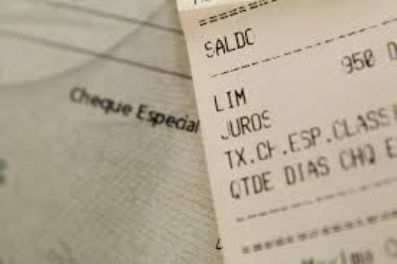 SALDO
950 D
Cheque Especial
LIM
JUROS
TX.CH.ESP.CLASS
QTDE DIAS CHQ E